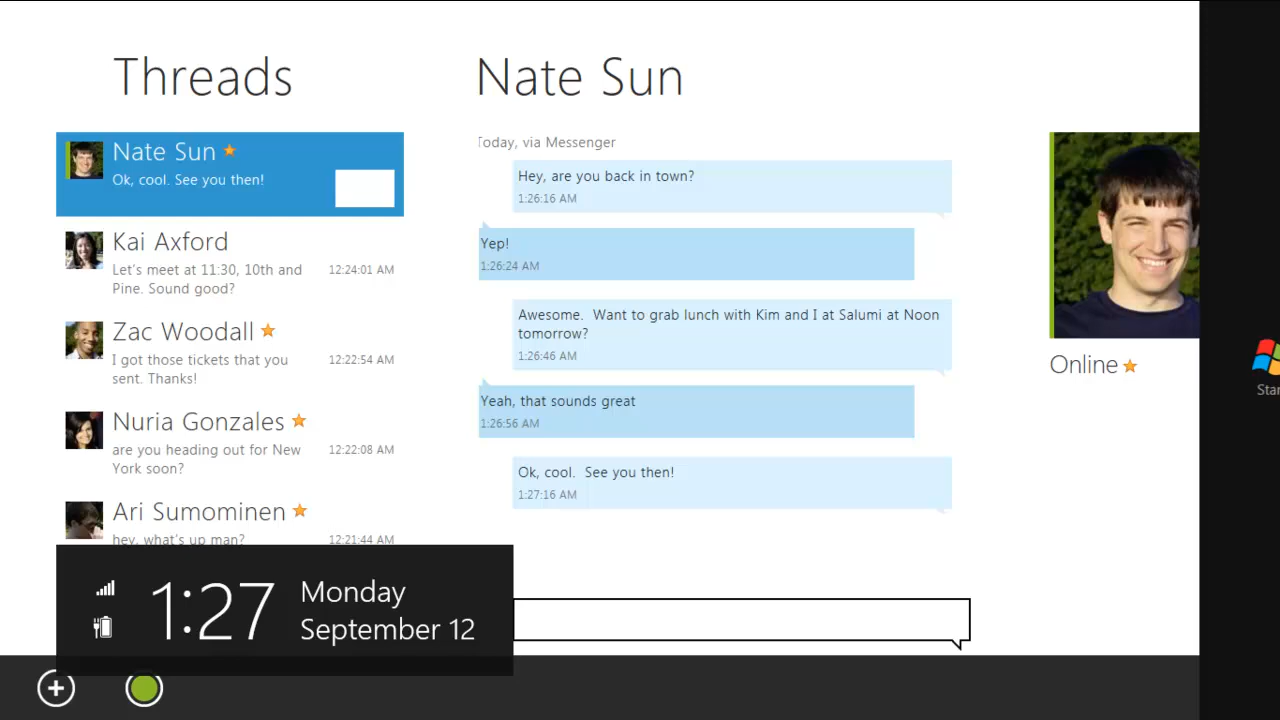 Threads
Nate Sun
Ok, cool. See you then!
Kai Axford
Let's meet at 11:30, 10th and
Pine. Sound good?
12:24:01 AM
Zac Woodall
I got those tickets that you
sent. Thanks!
12:22:54 AM
Nuria Gonzales
are you heading out for New
York soon?
12:22:08 AM
Ari Sumominen
hey, what's up man?
12:21:44 AM
Nate Sun
Today, via Messenger
Hey, are you back in town?
1:26:16 AM
Yep!
1:26:24 AM
Awesome.  Want to grab lunch with Kim and I at Salumi at Noon
tomorrow?
1:26:46 AM
Yeah, that sounds great
1:26:56 AM
Ok, cool.  See you then!
1:27:16 AM
Online
1:27
Monday
September 12